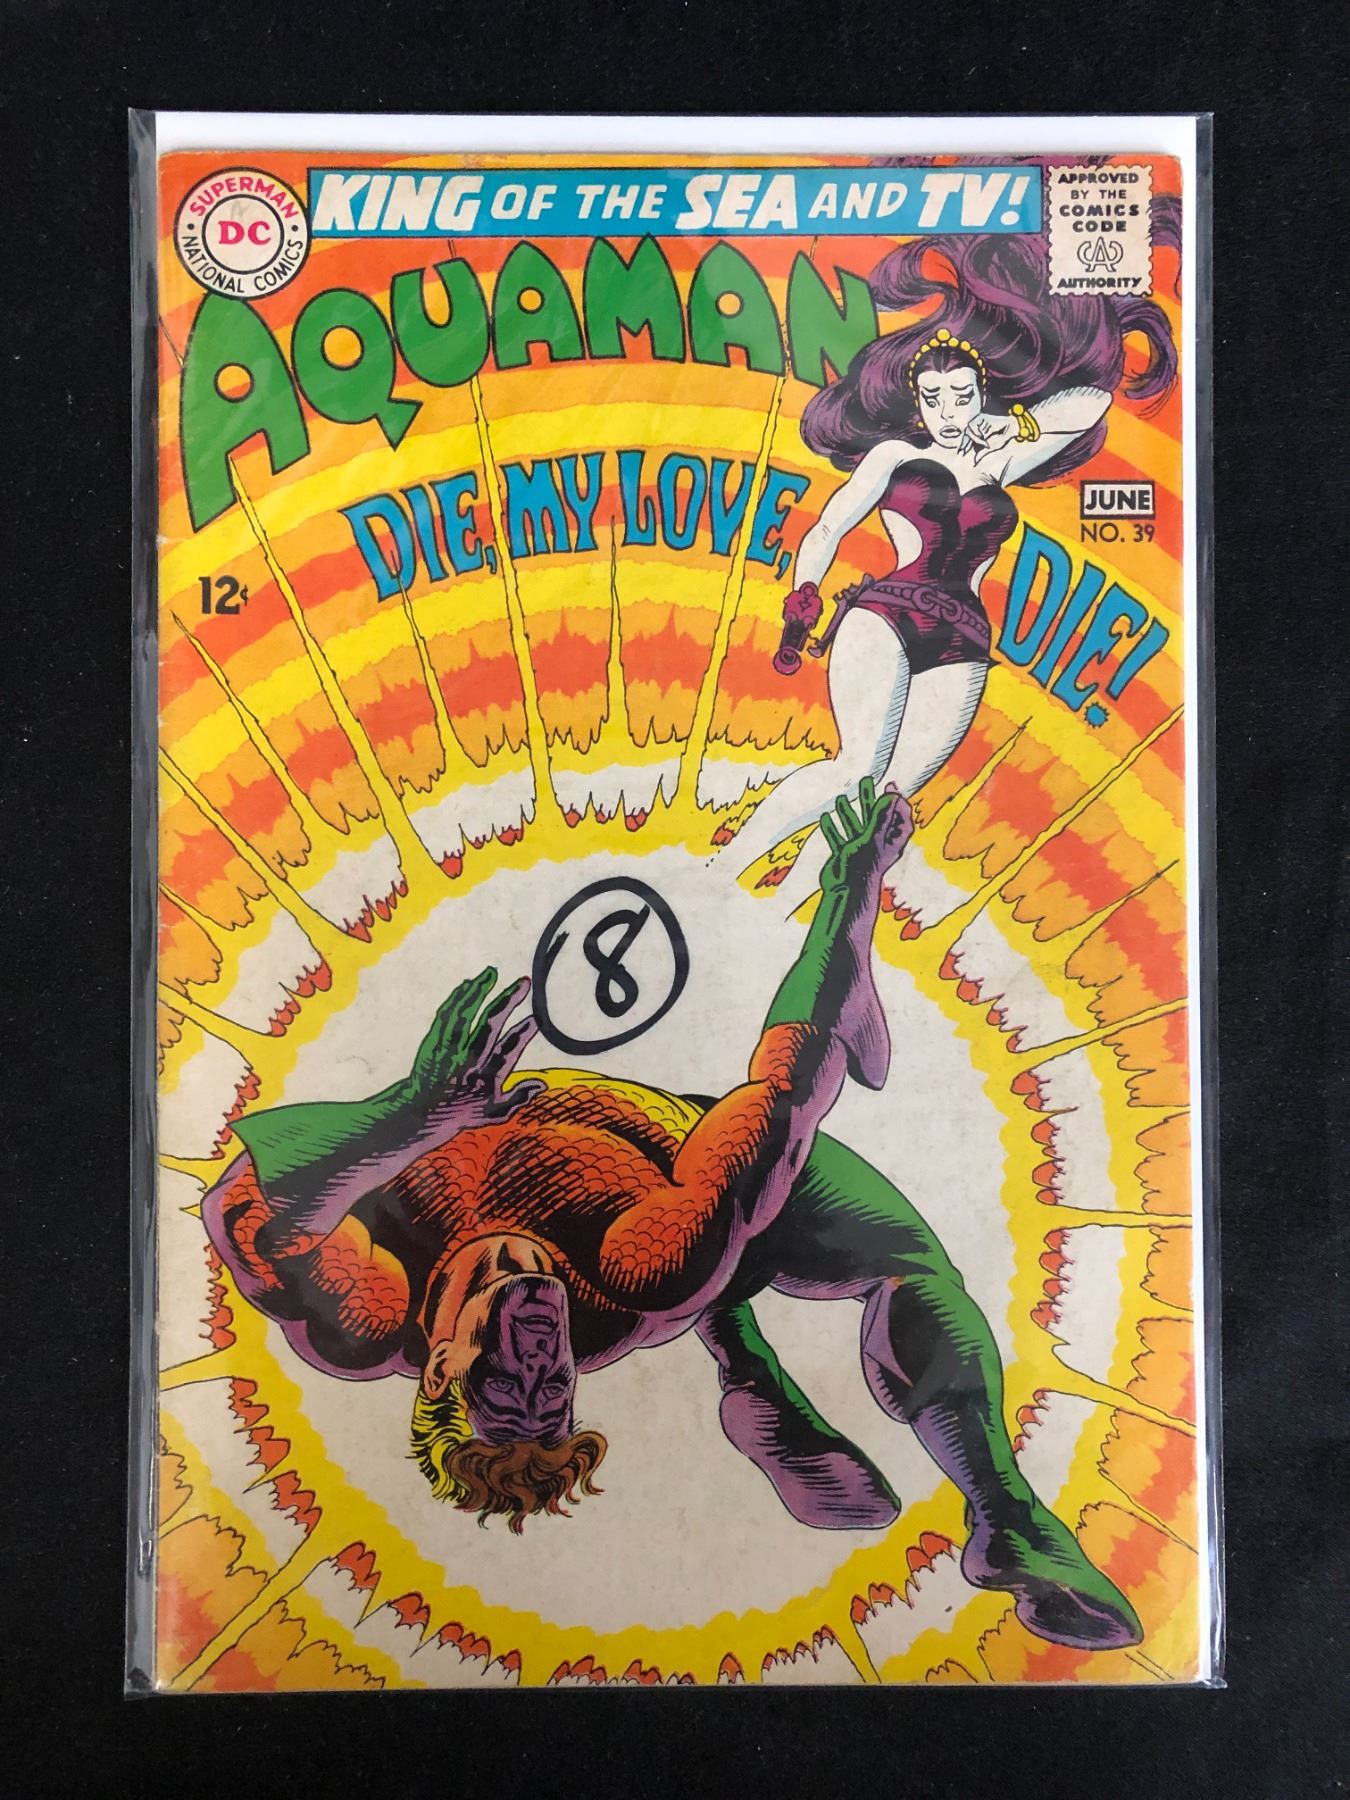 SUPERMAN
DC
NATIONAL COMICS
KING OF THE SEA AND TV!
APPROVED
BY THE
COMICS
CODE
CA
AUTHORITY
AQUAMAN
DIE, MY LOVE, DIE!
JUNE
NO. 39
12¢
8